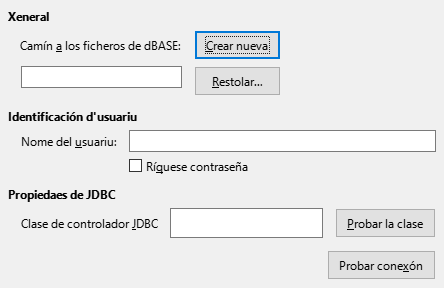 Xeneral
Camín a los ficheros de dBASE: Crear nueva
Restolar...
Identificación d'usuariu
Nome del usuariu:
Ríquese contraseña
Propiedaes de JDBC
Clase de controlador JDBC Probar la clase
Probar conexón